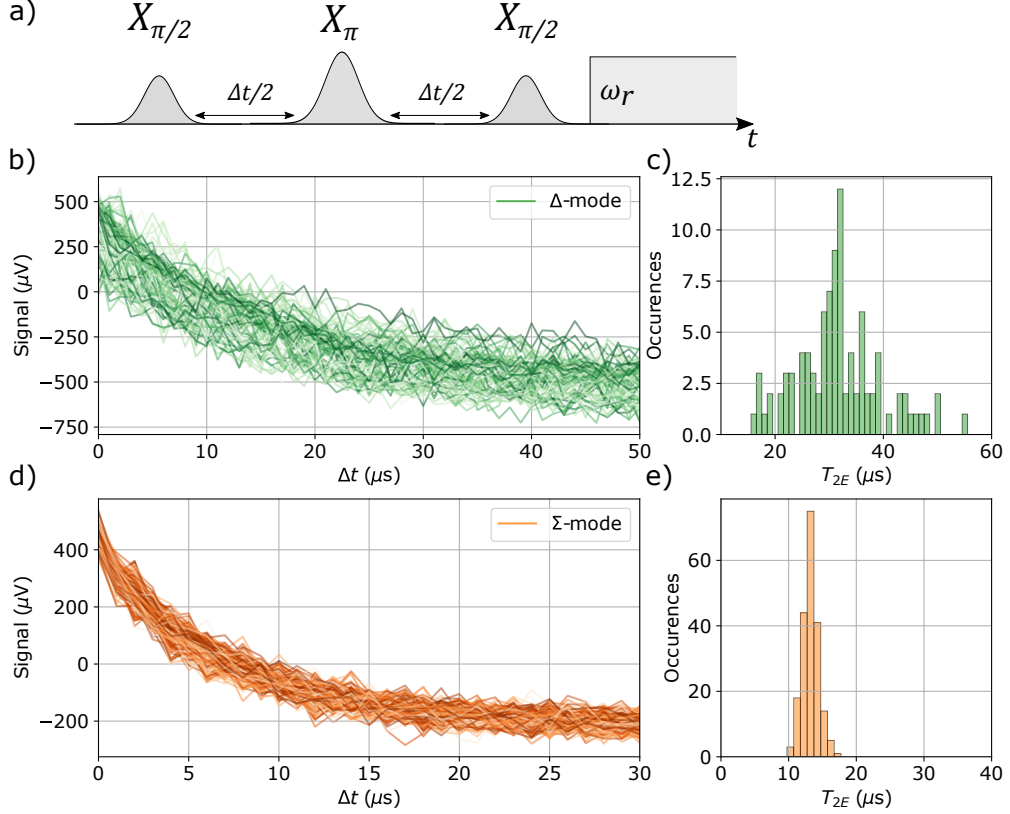 a)
X_{π/2} X_π X_{π/2}
Δt/2 Δt/2
ω_r
t
b)
500
250
0
−250
−500
−750
Signal (μV)
Δ-mode
0 10 20 30 40 50
Δt (μs)
c)
12.5
10.0
7.5
5.0
2.5
0.0
Occurences
20 40 60
T_{2E} (μs)
d)
400
200
0
−200
Signal (μV)
Σ-mode
0 5 10 15 20 25 30
Δt (μs)
e)
60
40
20
0
Occurences
0 10 20 30 40
T_{2E} (μs)